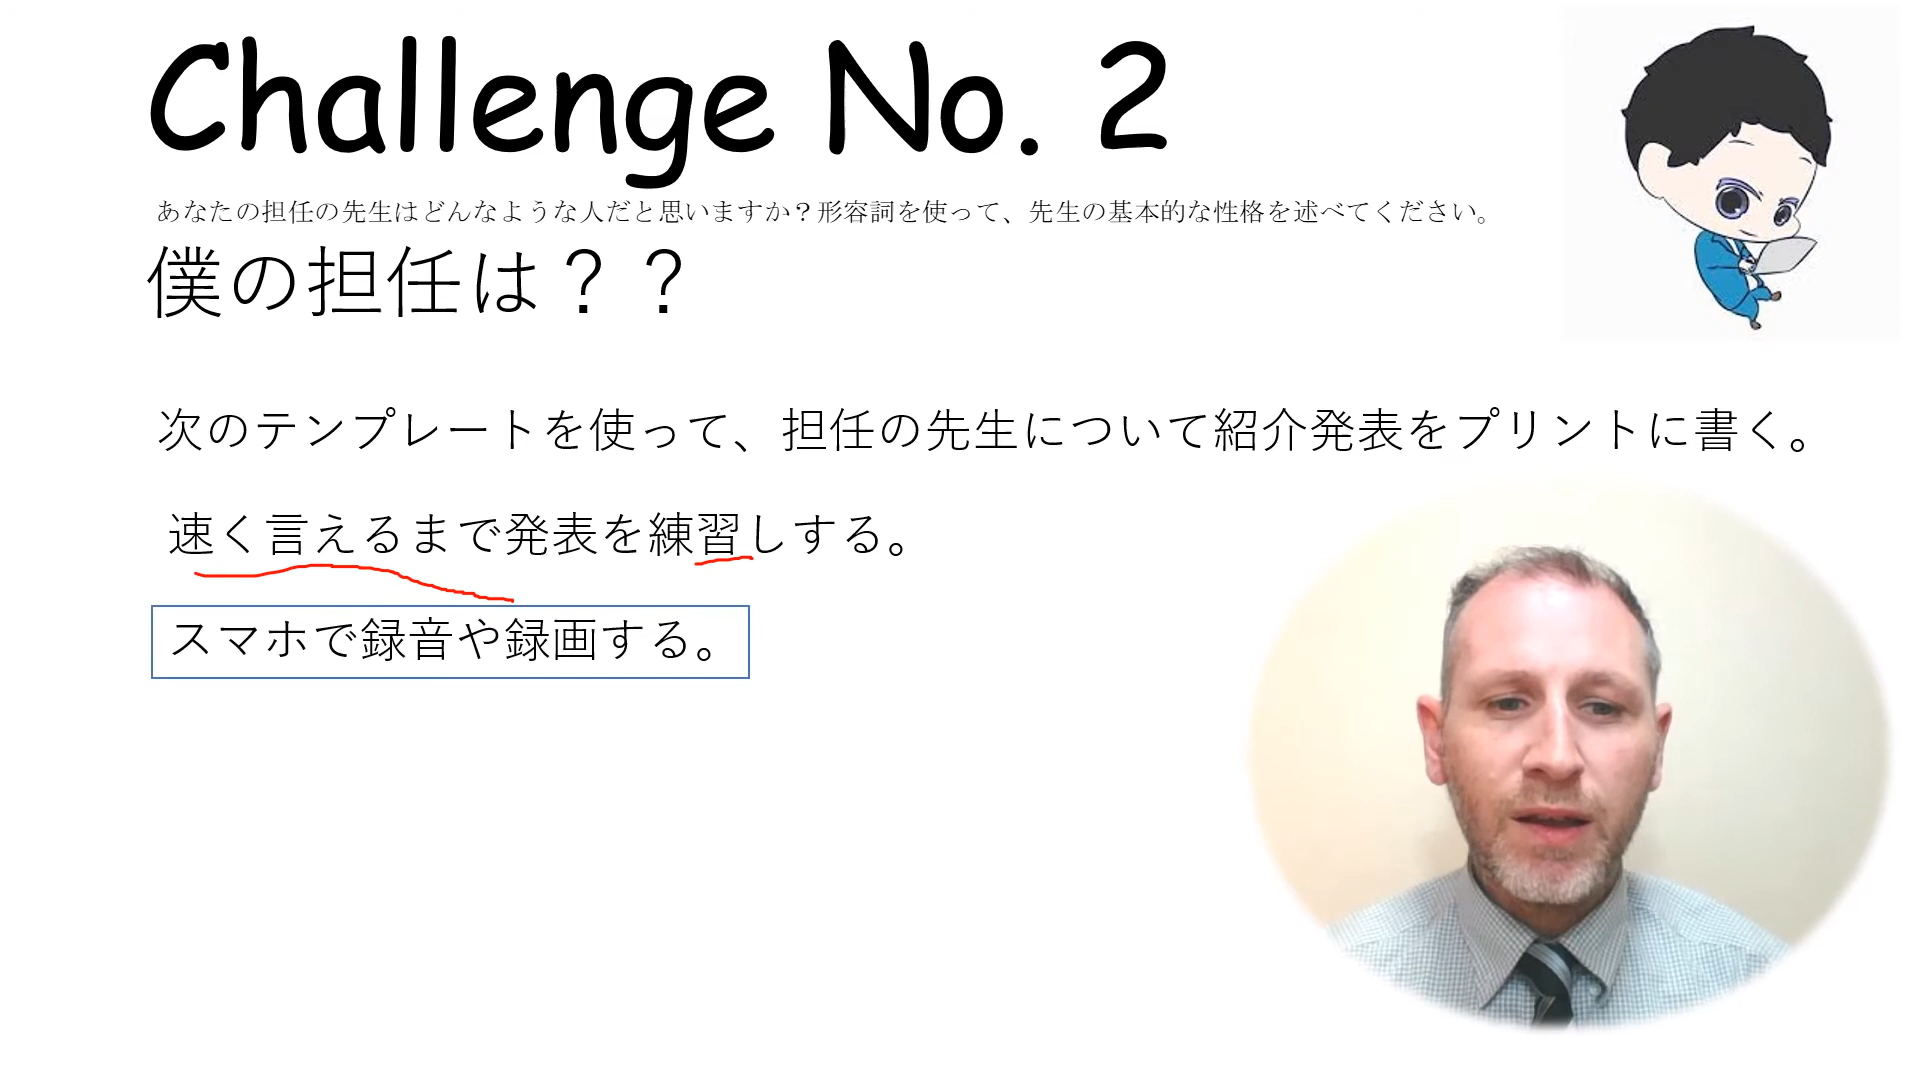 Challenge No. 2
あなたの担任の先生はどんなような人だと思いますか？形容詞を使って、先生の基本的な性格を述べてください。
僕の担任は？？
次のテンプレートを使って、担任の先生について紹介発表をプリントに書く。
速く言えるまで発表を練習しする。
スマホで録音や録画する。